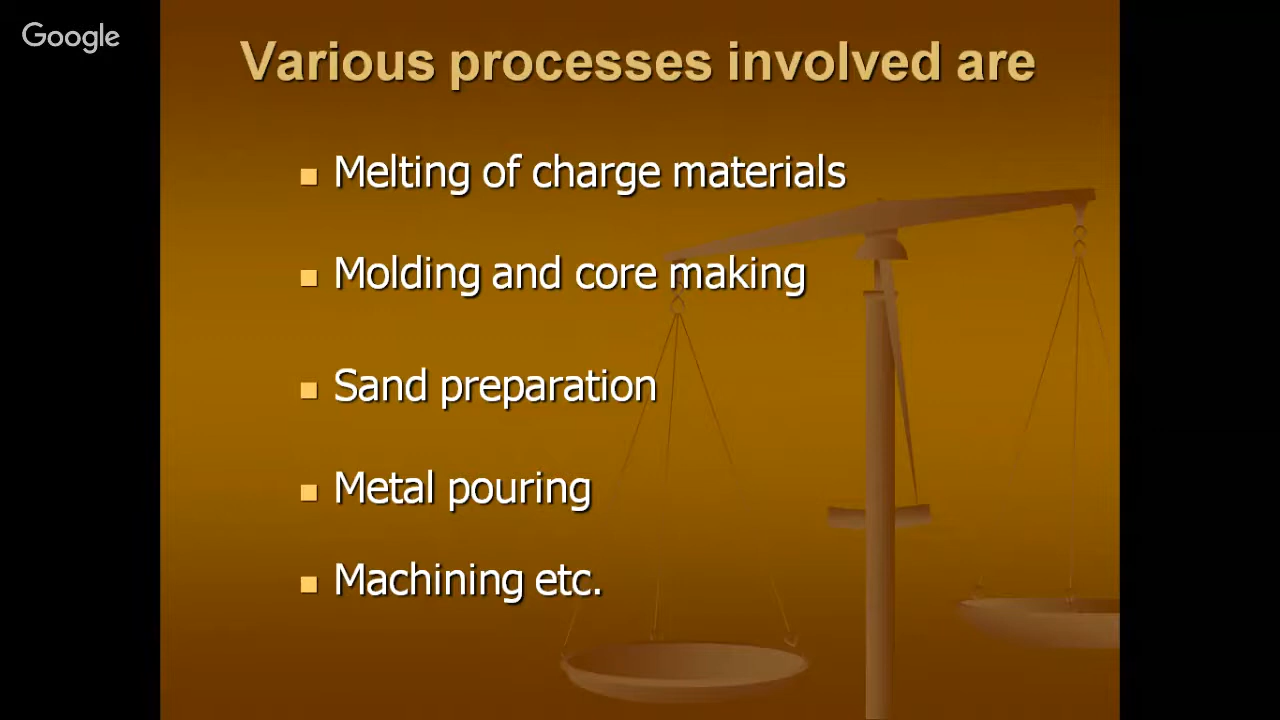 Google
Various processes involved are
Melting of charge materials
Molding and core making
Sand preparation
Metal pouring
Machining etc.